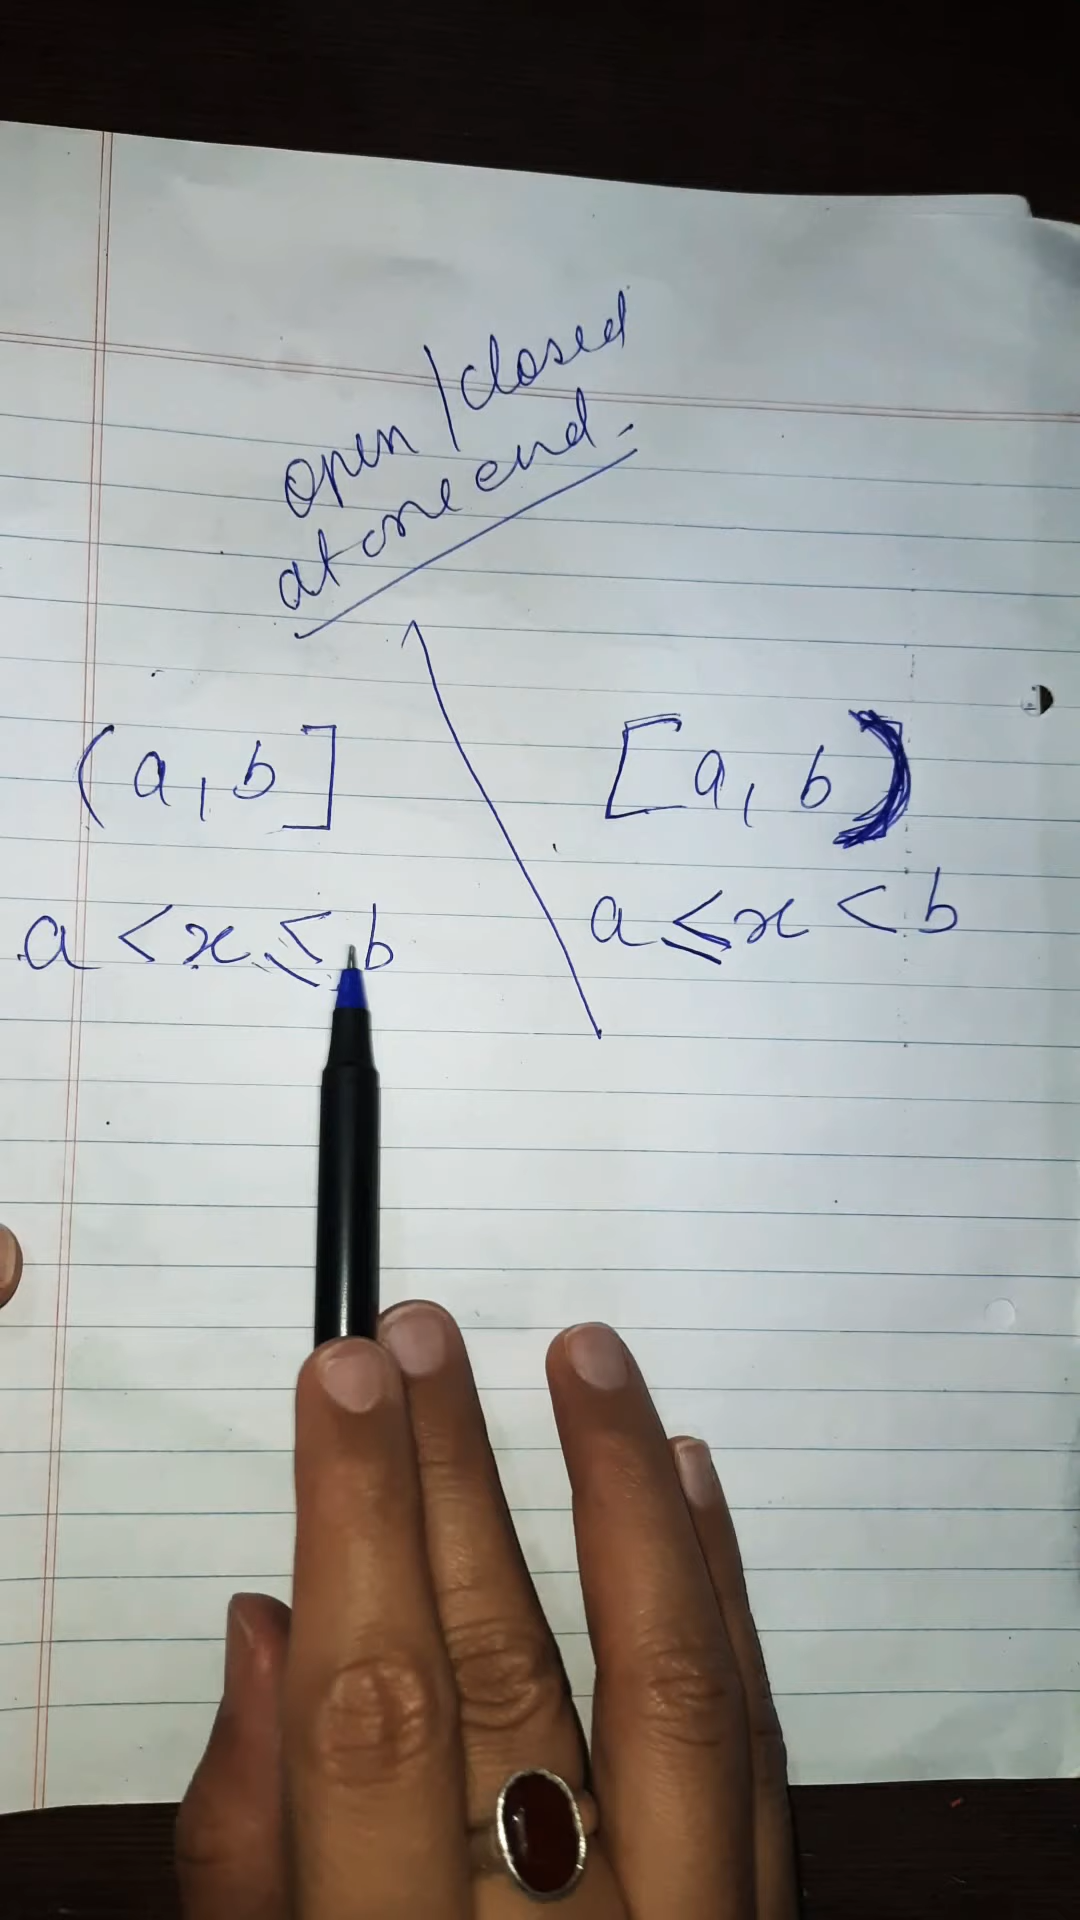 open/closed
at one end.
(a, b]
[a, b)
a < x ≤ b
a ≤ x < b